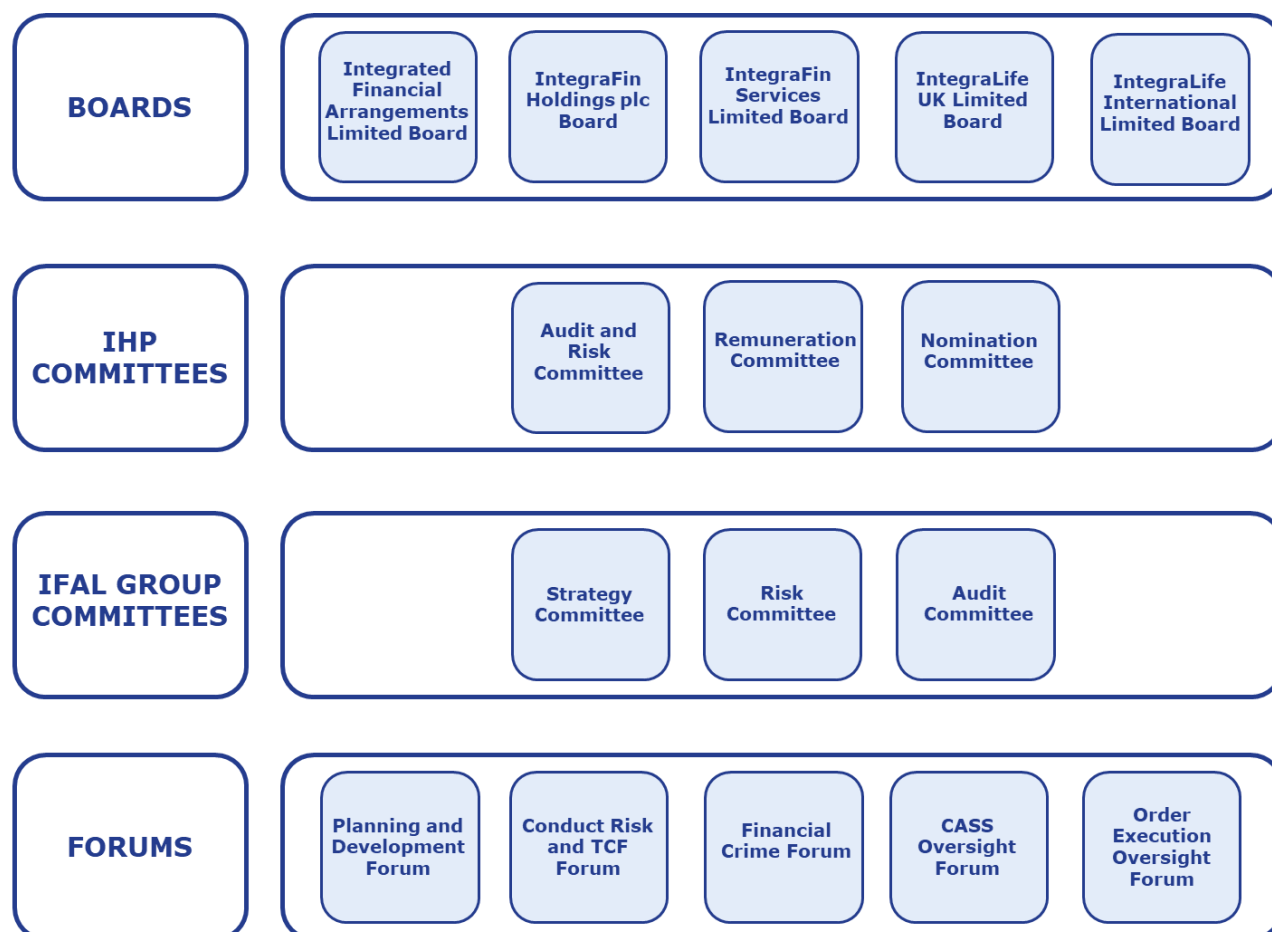 BOARDS
Integrated
Financial
Arrangements
Limited Board
IntegraFin
Holdings plc
Board
IntegraFin
Services
Limited Board
IntegraLife
UK Limited
Board
IntegraLife
International
Limited Board
IHP
COMMITTEES
Audit and
Risk
Committee
Remuneration
Committee
Nomination
Committee
IFAL GROUP
COMMITTEES
Strategy
Committee
Risk
Committee
Audit
Committee
FORUMS
Planning and
Development
Forum
Conduct Risk
and TCF
Forum
Financial
Crime Forum
CASS
Oversight
Forum
Order
Execution
Oversight
Forum